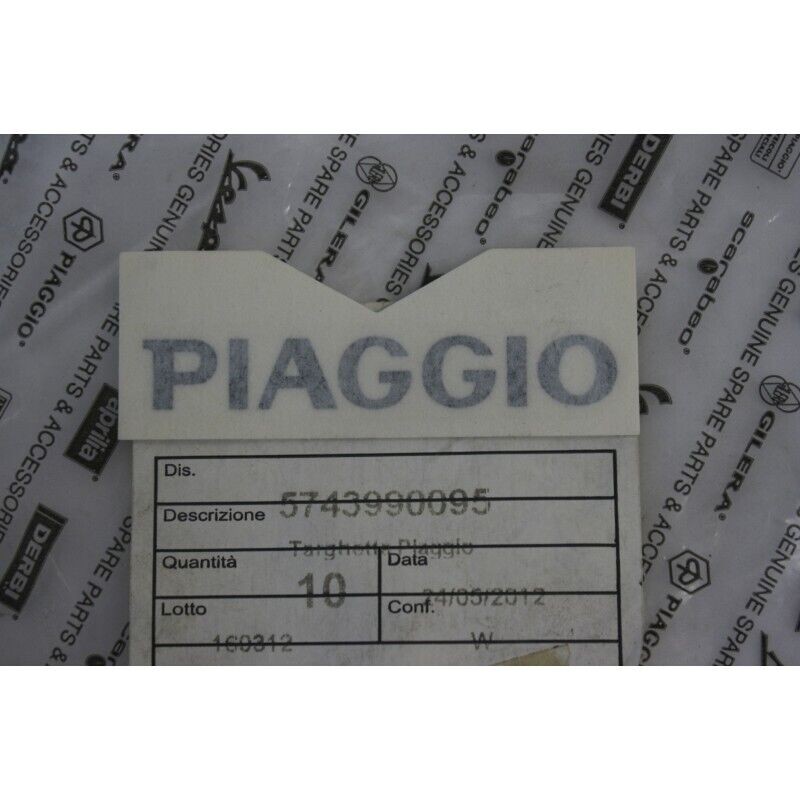 PIAGGIO
Dis.
5743990095
Descrizione
Targhetta Piaggio
Quantità
10
Data
24/05/2012
Lotto
160312
Conf.
W
PIAGGIO
GILERA
scarabeo
DERBI
aprilia
Vespa
GENUINE SPARE PARTS & ACCESSORIES